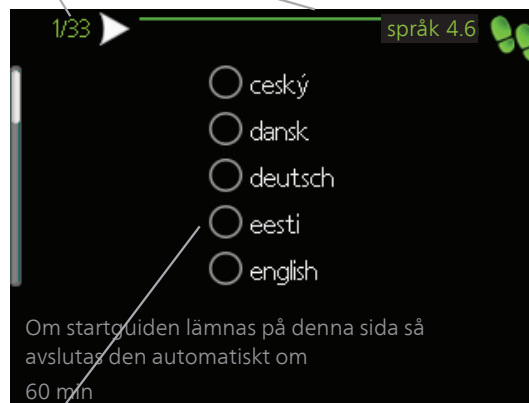 1/33
språk 4.6
ceský
dansk
deutsch
eesti
english
Om startguiden lämnas på denna sida så
avslutas den automatiskt om
60 min